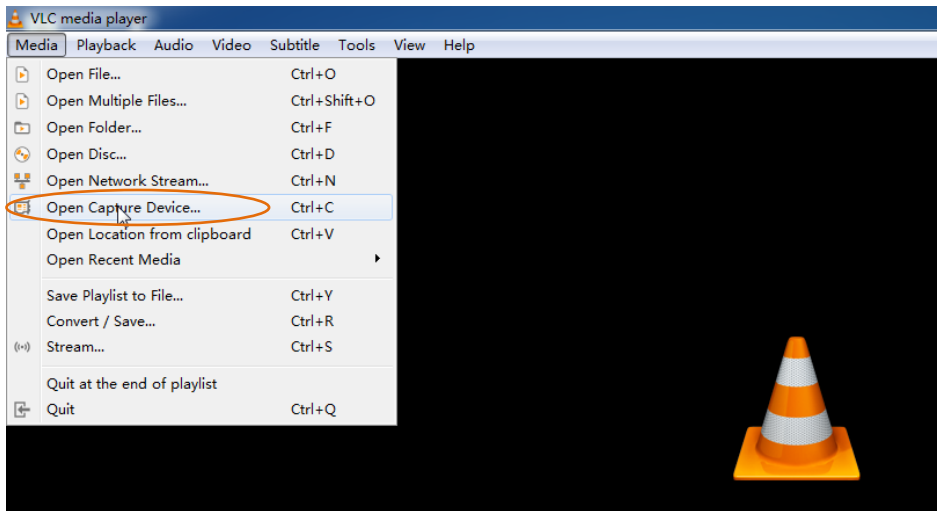 VLC media player
Media Playback Audio Video Subtitle Tools View Help
Open File... Ctrl+O
Open Multiple Files... Ctrl+Shift+O
Open Folder... Ctrl+F
Open Disc... Ctrl+D
Open Network Stream... Ctrl+N
Open Capture Device... Ctrl+C
Open Location from clipboard Ctrl+V
Open Recent Media
Save Playlist to File... Ctrl+Y
Convert / Save... Ctrl+R
Stream... Ctrl+S
Quit at the end of playlist
Quit Ctrl+Q